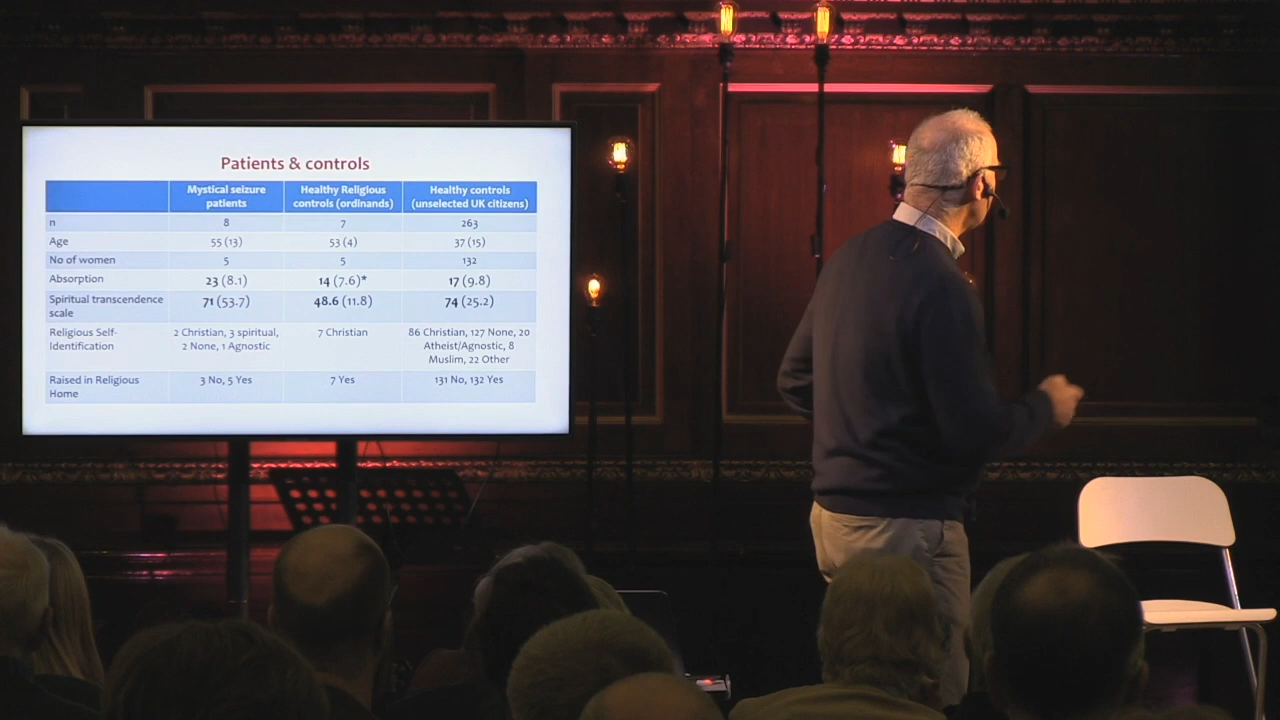 Patients & controls
Mystical seizure patients | Healthy Religious controls (ordinands) | Healthy controls (unselected UK citizens)
n | 8 | 7 | 263
Age | 55 (13) | 53 (4) | 37 (15)
No of women | 5 | 5 | 132
Absorption | 23 (8.1) | 14 (7.6)* | 17 (9.8)
Spiritual transcendence scale | 71 (53.7) | 48.6 (11.8) | 74 (25.2)
Religious Self-Identification | 2 Christian, 3 spiritual, 2 None, 1 Agnostic | 7 Christian | 86 Christian, 127 None, 20 Atheist/Agnostic, 8 Muslim, 22 Other
Raised in Religious Home | 3 No, 5 Yes | 7 Yes | 131 No, 132 Yes